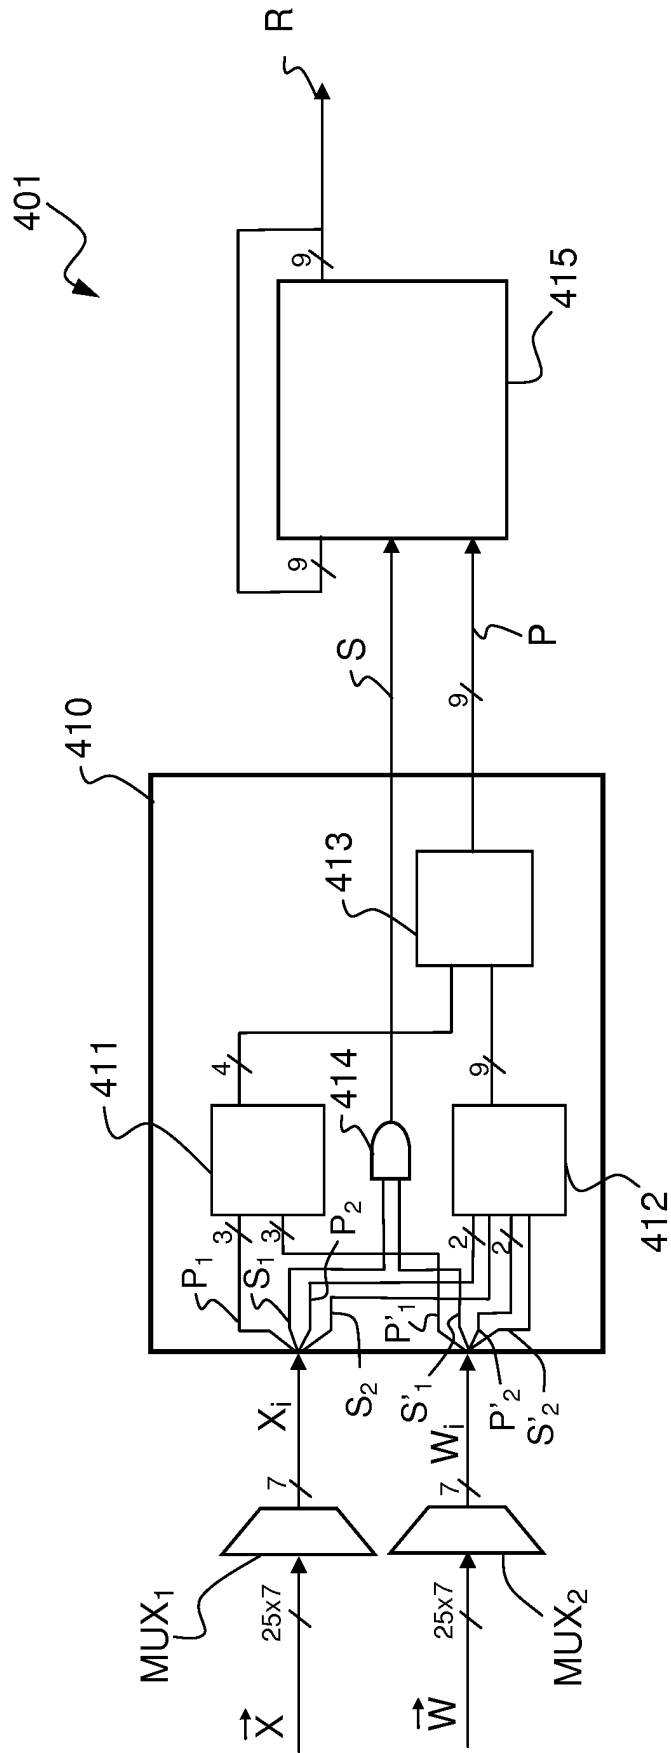 401
R
9
9
415
S
P
9
410
413
411
4
414
9
412
3
3
P₁
S₁
P₂
S₂
P'₁
S'₁
P'₂
S'₂
2
2
Xᵢ
7
Wᵢ
7
MUX₁
MUX₂
25x7
25x7
X⃗
W⃗